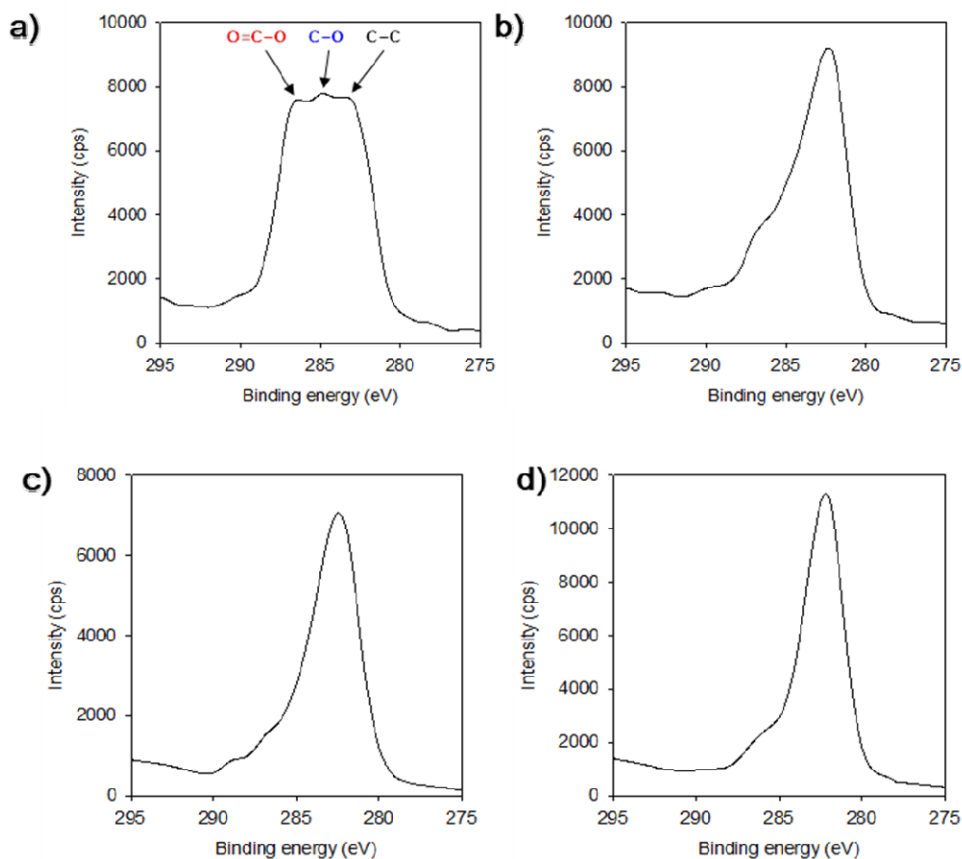 a)
O=C–O C–O C–C
10000
8000
6000
4000
2000
0
295 290 285 280 275
Intensity (cps)
Binding energy (eV)
b)
10000
8000
6000
4000
2000
0
295 290 285 280 275
Intensity (cps)
Binding energy (eV)
c)
8000
6000
4000
2000
0
295 290 285 280 275
Intensity (cps)
Binding energy (eV)
d)
12000
10000
8000
6000
4000
2000
0
295 290 285 280 275
Intensity (cps)
Binding energy (eV)